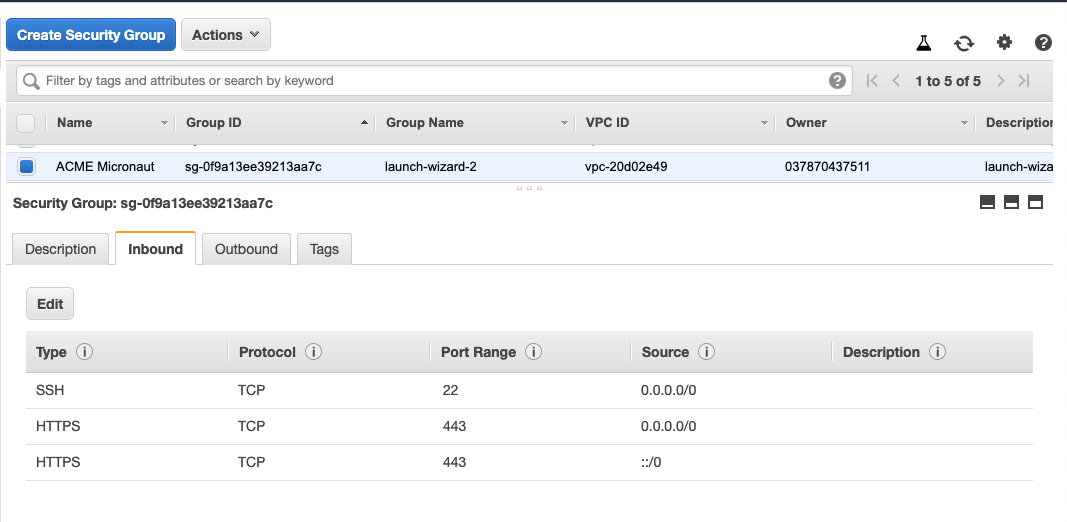 Create Security Group Actions
Filter by tags and attributes or search by keyword 1 to 5 of 5
Name Group ID Group Name VPC ID Owner Description
ACME Micronaut sg-0f9a13ee39213aa7c launch-wizard-2 vpc-20d02e49 037870437511 launch-wiza
Security Group: sg-0f9a13ee39213aa7c
Description Inbound Outbound Tags
Edit
Type Protocol Port Range Source Description
SSH TCP 22 0.0.0.0/0
HTTPS TCP 443 0.0.0.0/0
HTTPS TCP 443 ::/0